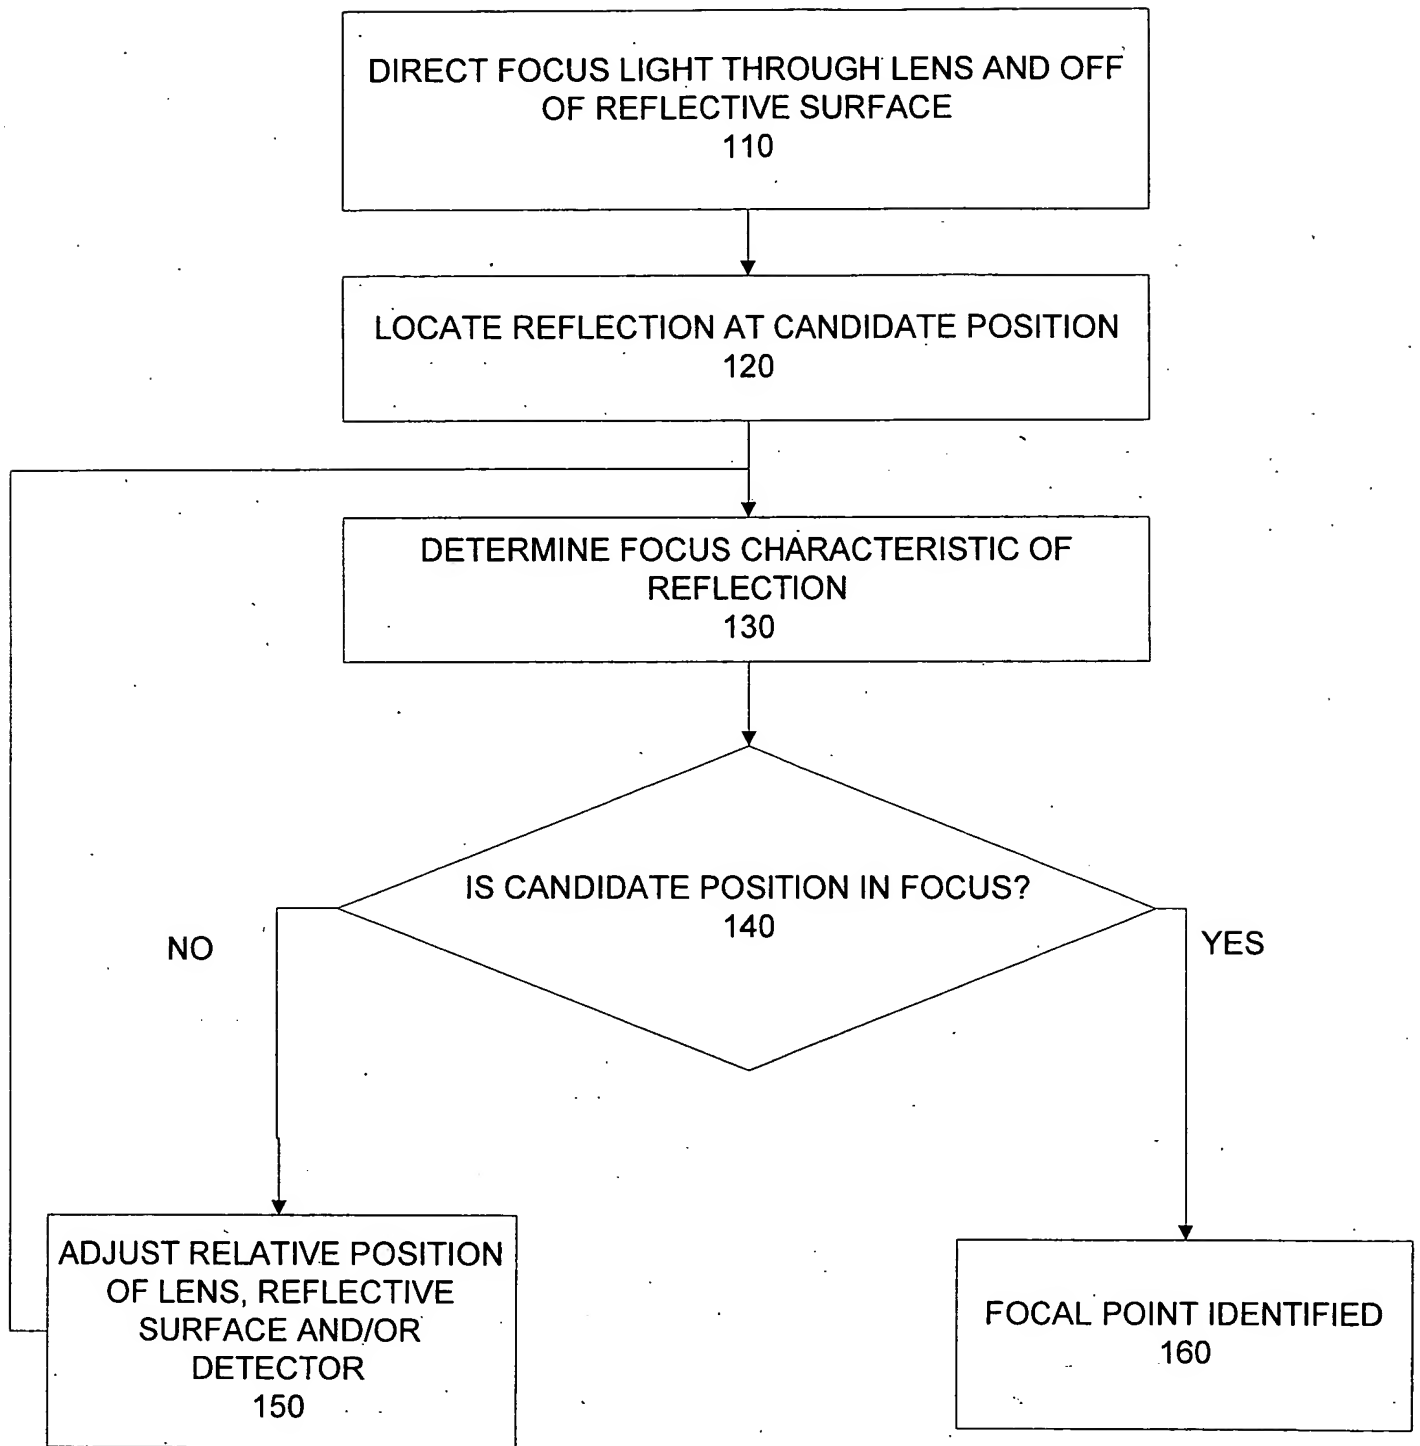 DIRECT FOCUS LIGHT THROUGH LENS AND OFF
OF REFLECTIVE SURFACE
110
LOCATE REFLECTION AT CANDIDATE POSITION
120
DETERMINE FOCUS CHARACTERISTIC OF
REFLECTION
130
IS CANDIDATE POSITION IN FOCUS?
140
NO
YES
ADJUST RELATIVE POSITION
OF LENS, REFLECTIVE
SURFACE AND/OR
DETECTOR
150
FOCAL POINT IDENTIFIED
160